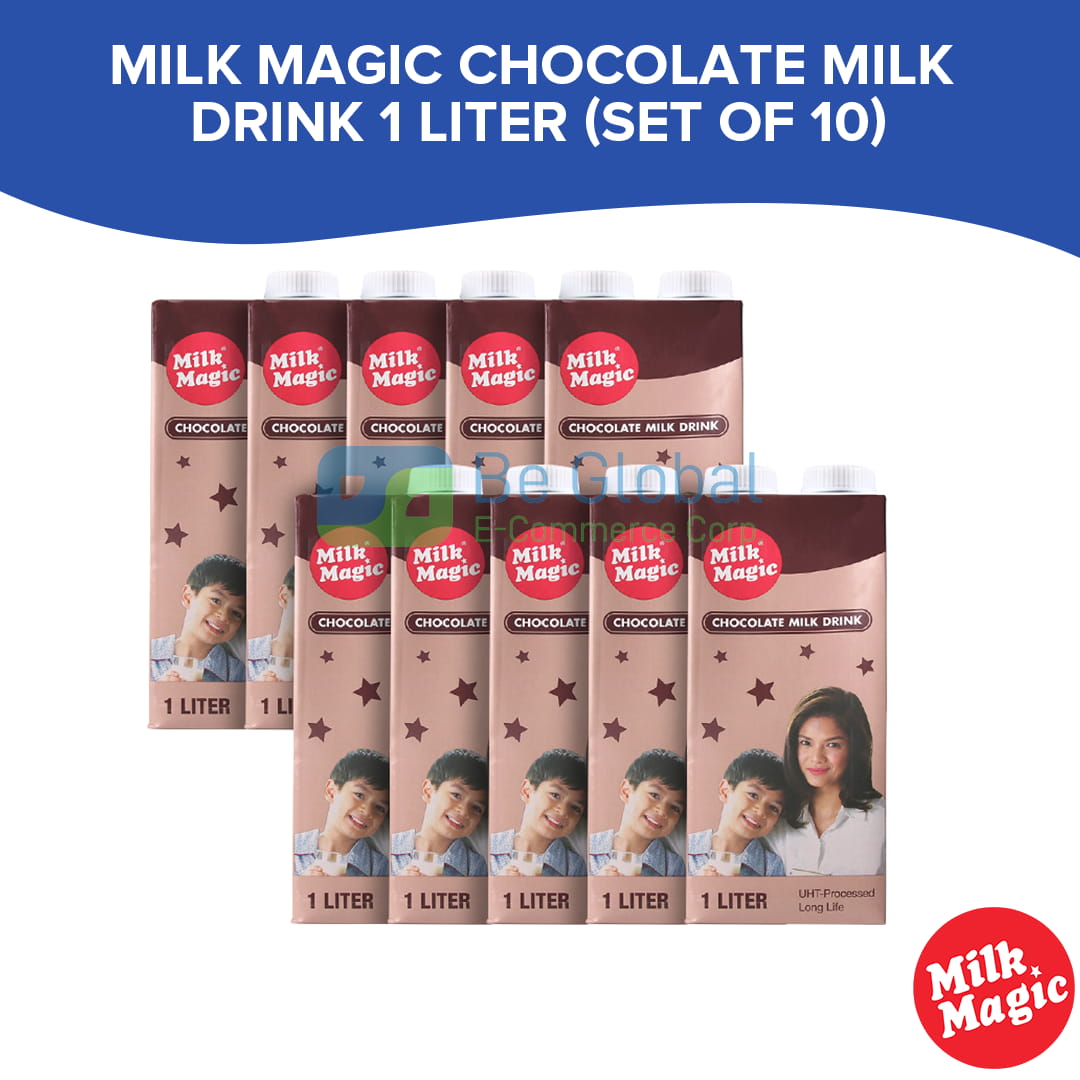 MILK MAGIC CHOCOLATE MILK
DRINK 1 LITER (SET OF 10)
Milk Magic
Milk Magic
Milk Magic
Milk Magic
Milk Magic
CHOCOLATE
CHOCOLATE
CHOCOLATE
CHOCOLATE
CHOCOLATE MILK DRINK
Be Global
E-Commerce Corp
Milk Magic
Milk Magic
Milk Magic
Milk Magic
Milk Magic
CHOCOLATE
CHOCOLATE
CHOCOLATE
CHOCOLATE
CHOCOLATE MILK DRINK
1 LITER
1 LI
1 LITER
1 LITER
1 LITER
1 LITER
1 LITER
UHT-Processed
Long Life
Milk
Magic